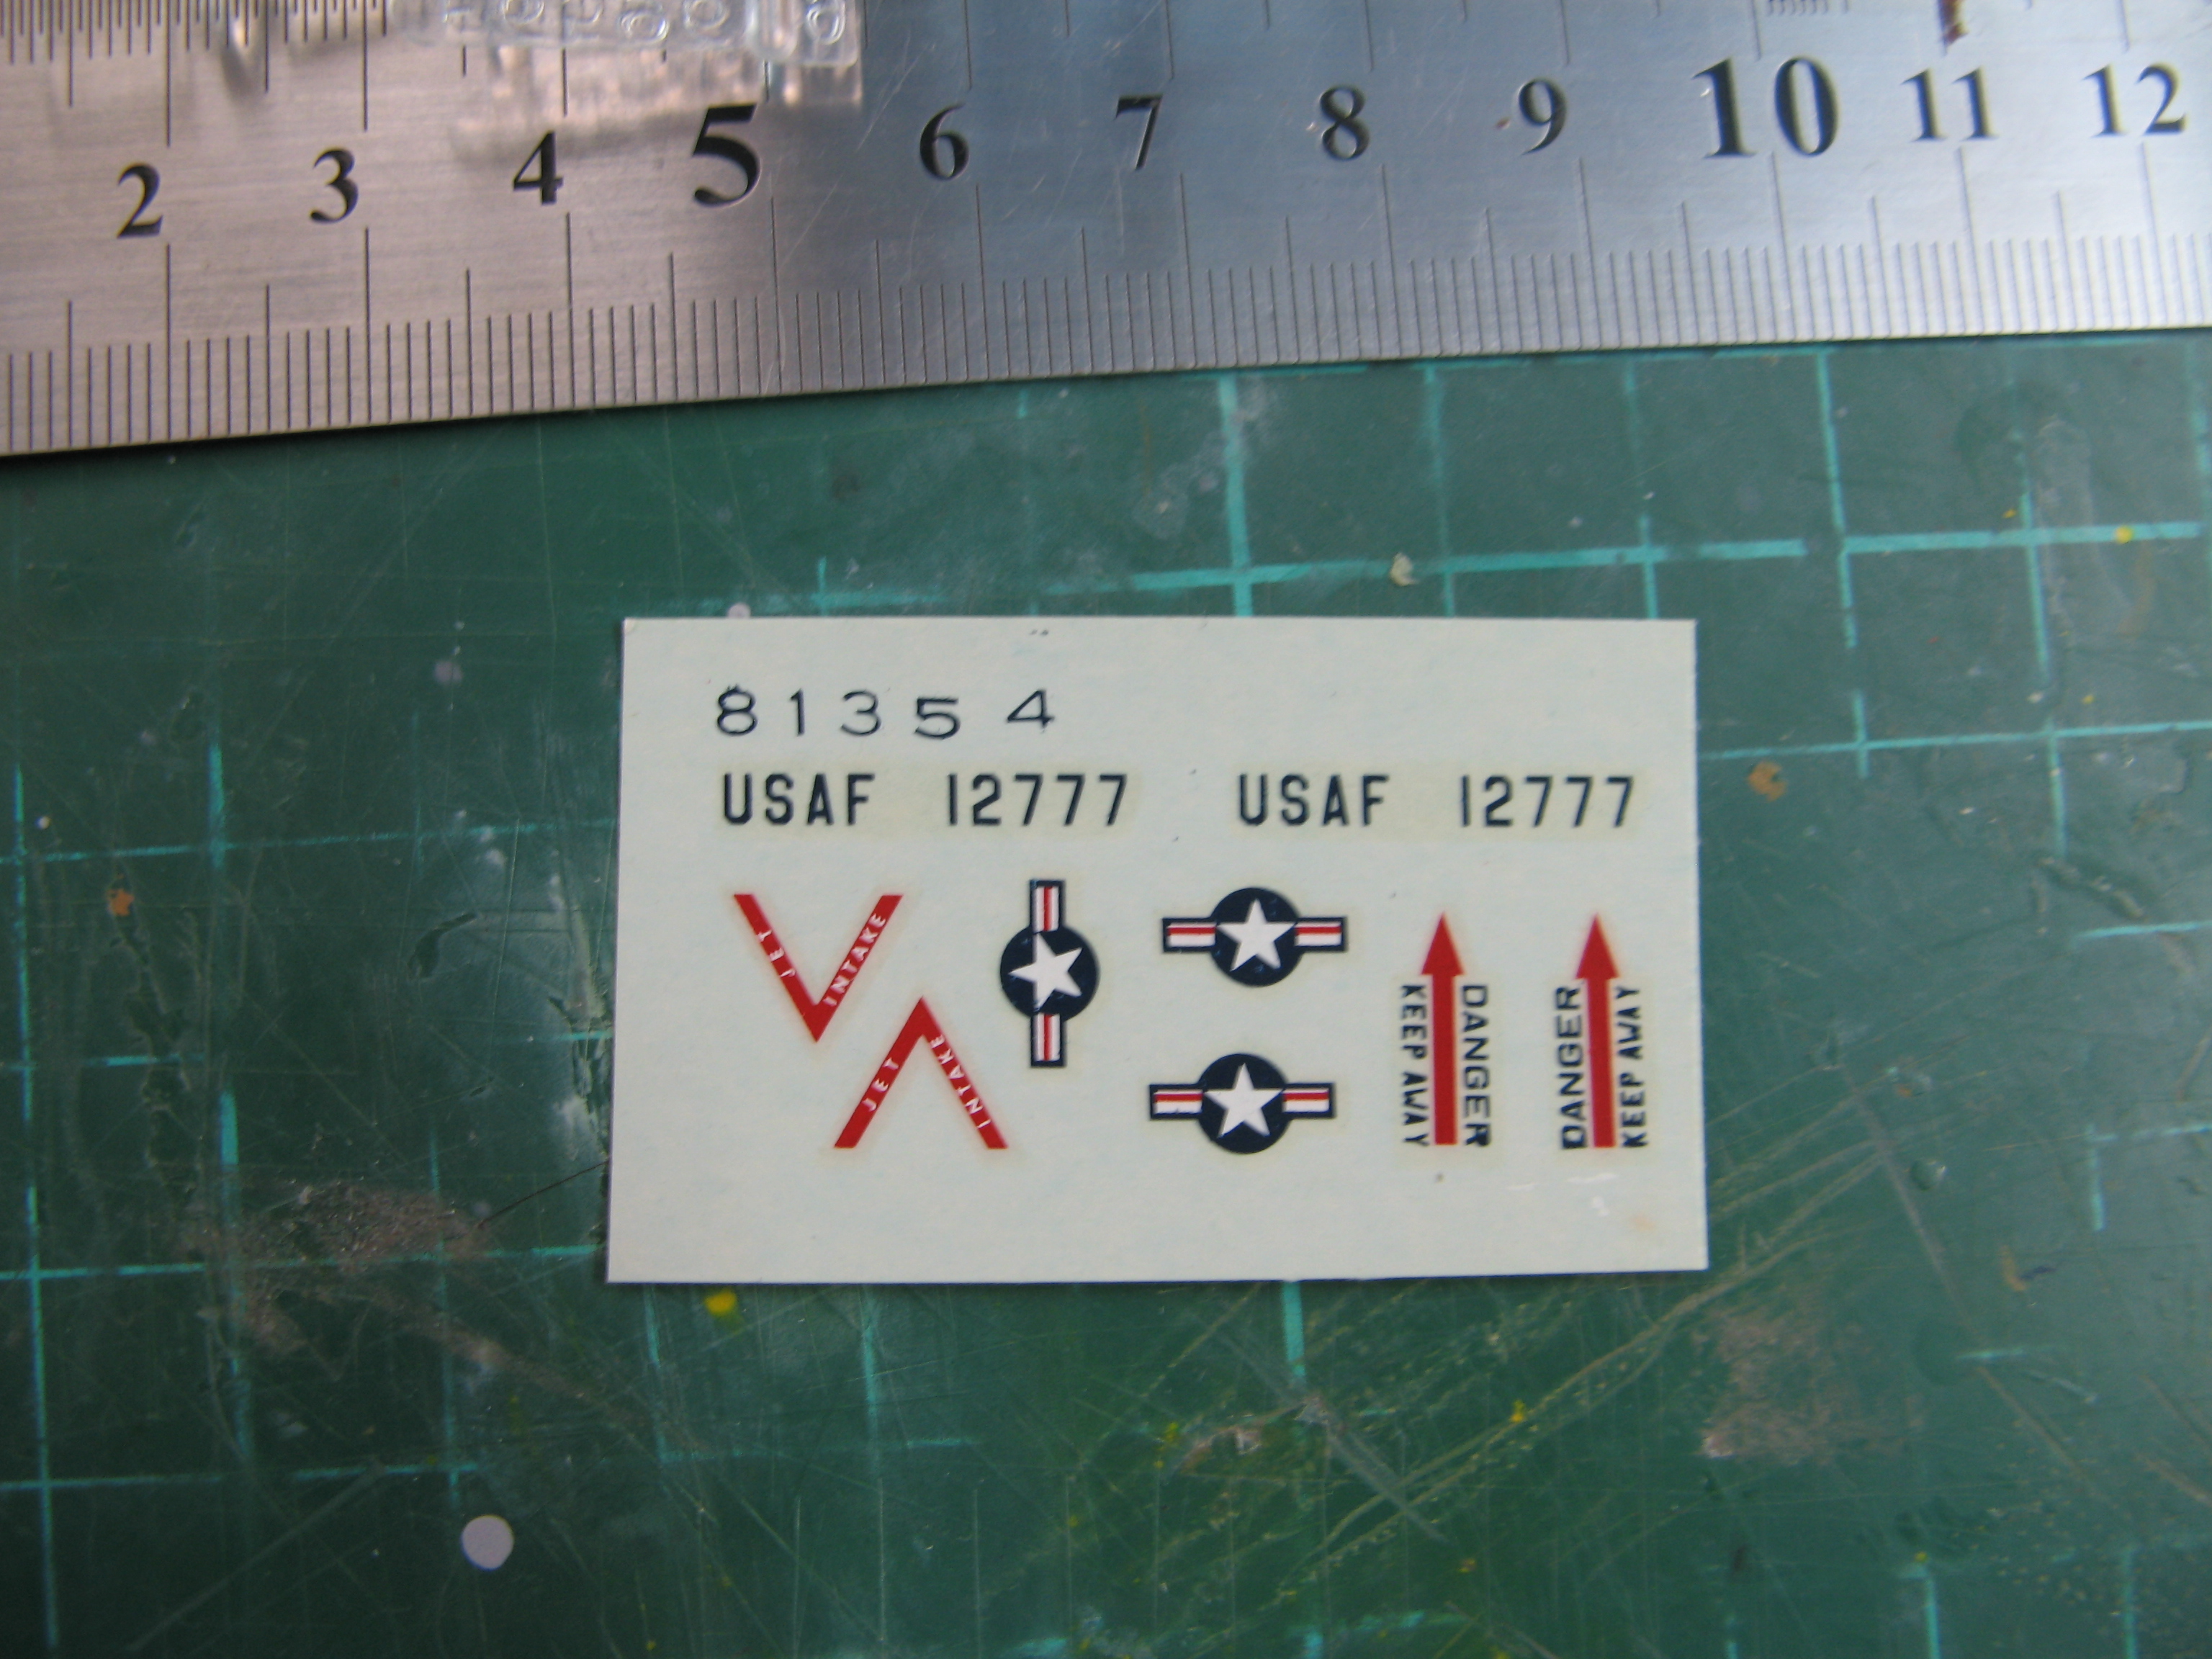 2 3 4 5 6 7 8 9 10 11 12
81354
USAF 12777 USAF 12777
JET INTAKE
JET INTAKE
KEEP AWAY
DANGER
DANGER
KEEP AWAY